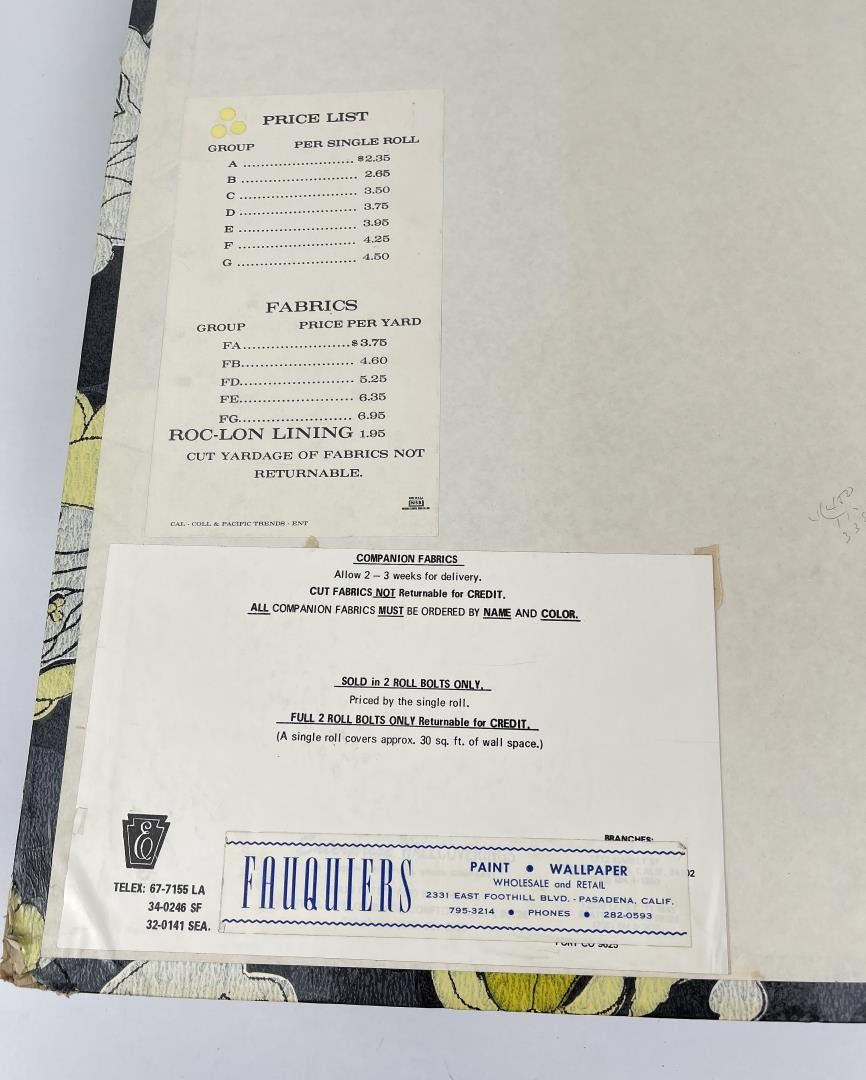 PRICE LIST
GROUP PER SINGLE ROLL
A .......................... $2.35
B ........................... 2.65
C ........................... 3.50
D ........................... 3.75
E ........................... 3.95
F ........................... 4.25
G ........................... 4.50
FABRICS
GROUP PRICE PER YARD
FA........................$3.75
FB.......................... 4.60
FD.......................... 5.25
FE.......................... 6.35
FG.......................... 6.95
ROC-LON LINING 1.95
CUT YARDAGE OF FABRICS NOT
RETURNABLE.
CAL - COLL & PACIFIC TRENDS - ENT
COMPANION FABRICS
Allow 2 – 3 weeks for delivery.
CUT FABRICS NOT Returnable for CREDIT.
ALL COMPANION FABRICS MUST BE ORDERED BY NAME AND COLOR.
SOLD in 2 ROLL BOLTS ONLY.
Priced by the single roll.
FULL 2 ROLL BOLTS ONLY Returnable for CREDIT.
(A single roll covers approx. 30 sq. ft. of wall space.)
BRANCHES:
E
TELEX: 67-7155 LA
34-0246 SF
32-0141 SEA.
FAUQUIERS
PAINT • WALLPAPER
WHOLESALE and RETAIL
2331 EAST FOOTHILL BLVD. - PASADENA, CALIF.
795-3214 • PHONES • 282-0593